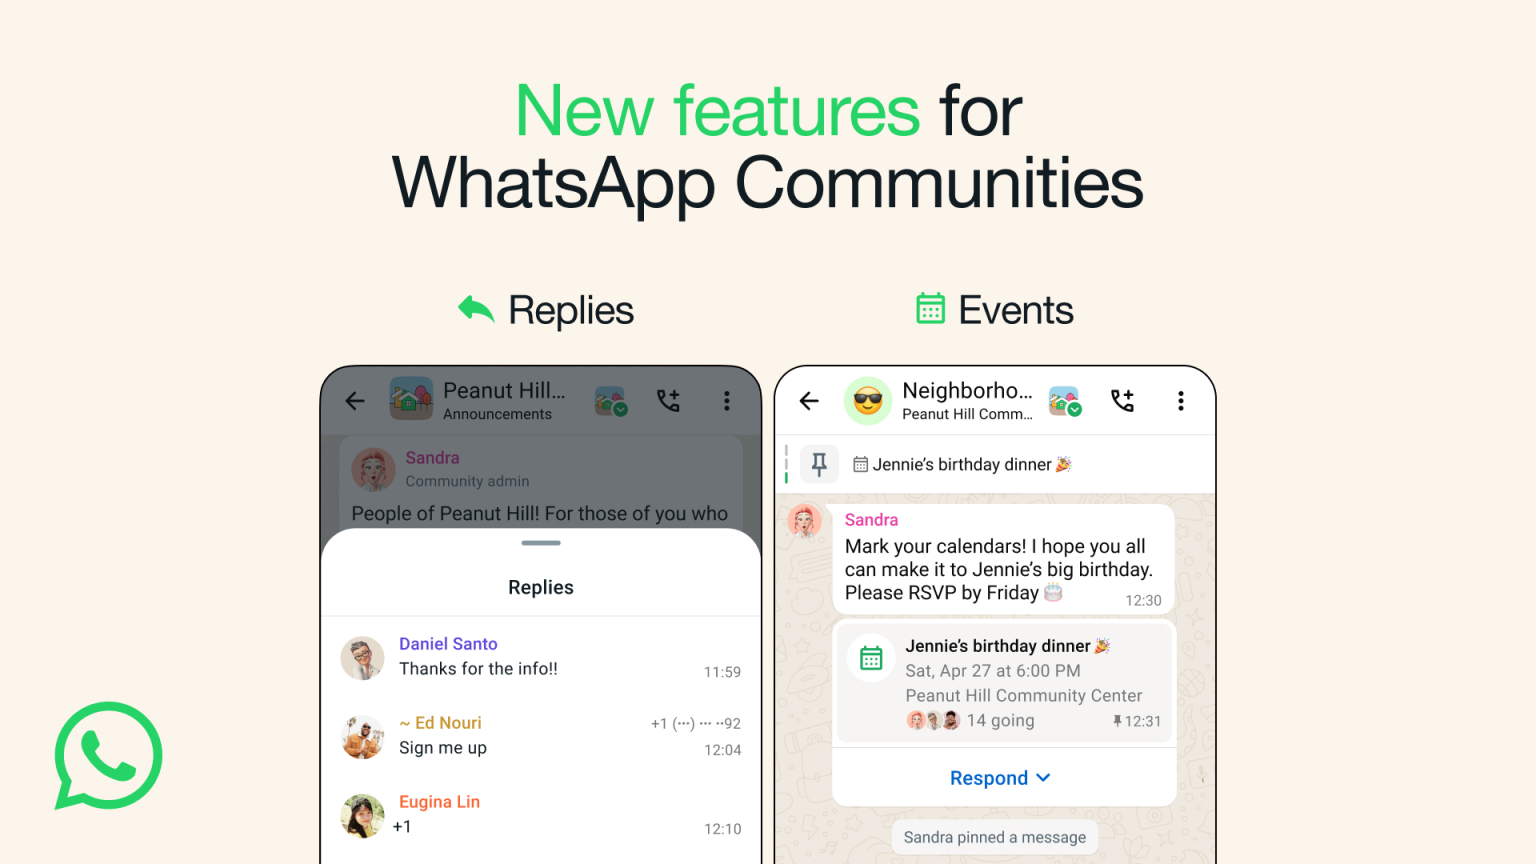 New features for
WhatsApp Communities
Replies
Peanut Hill...
Announcements
Sandra
Community admin
People of Peanut Hill! For those of you who
Replies
Daniel Santo
Thanks for the info!!
11:59
~ Ed Nouri
+1 (···) ··· ··92
Sign me up
12:04
Eugina Lin
+1
12:10
Events
Neighborho...
Peanut Hill Comm...
Jennie’s birthday dinner 🎉
Sandra
Mark your calendars! I hope you all
can make it to Jennie’s big birthday.
Please RSVP by Friday 🎂
12:30
Jennie’s birthday dinner 🎉
Sat, Apr 27 at 6:00 PM
Peanut Hill Community Center
14 going
12:31
Respond
Sandra pinned a message